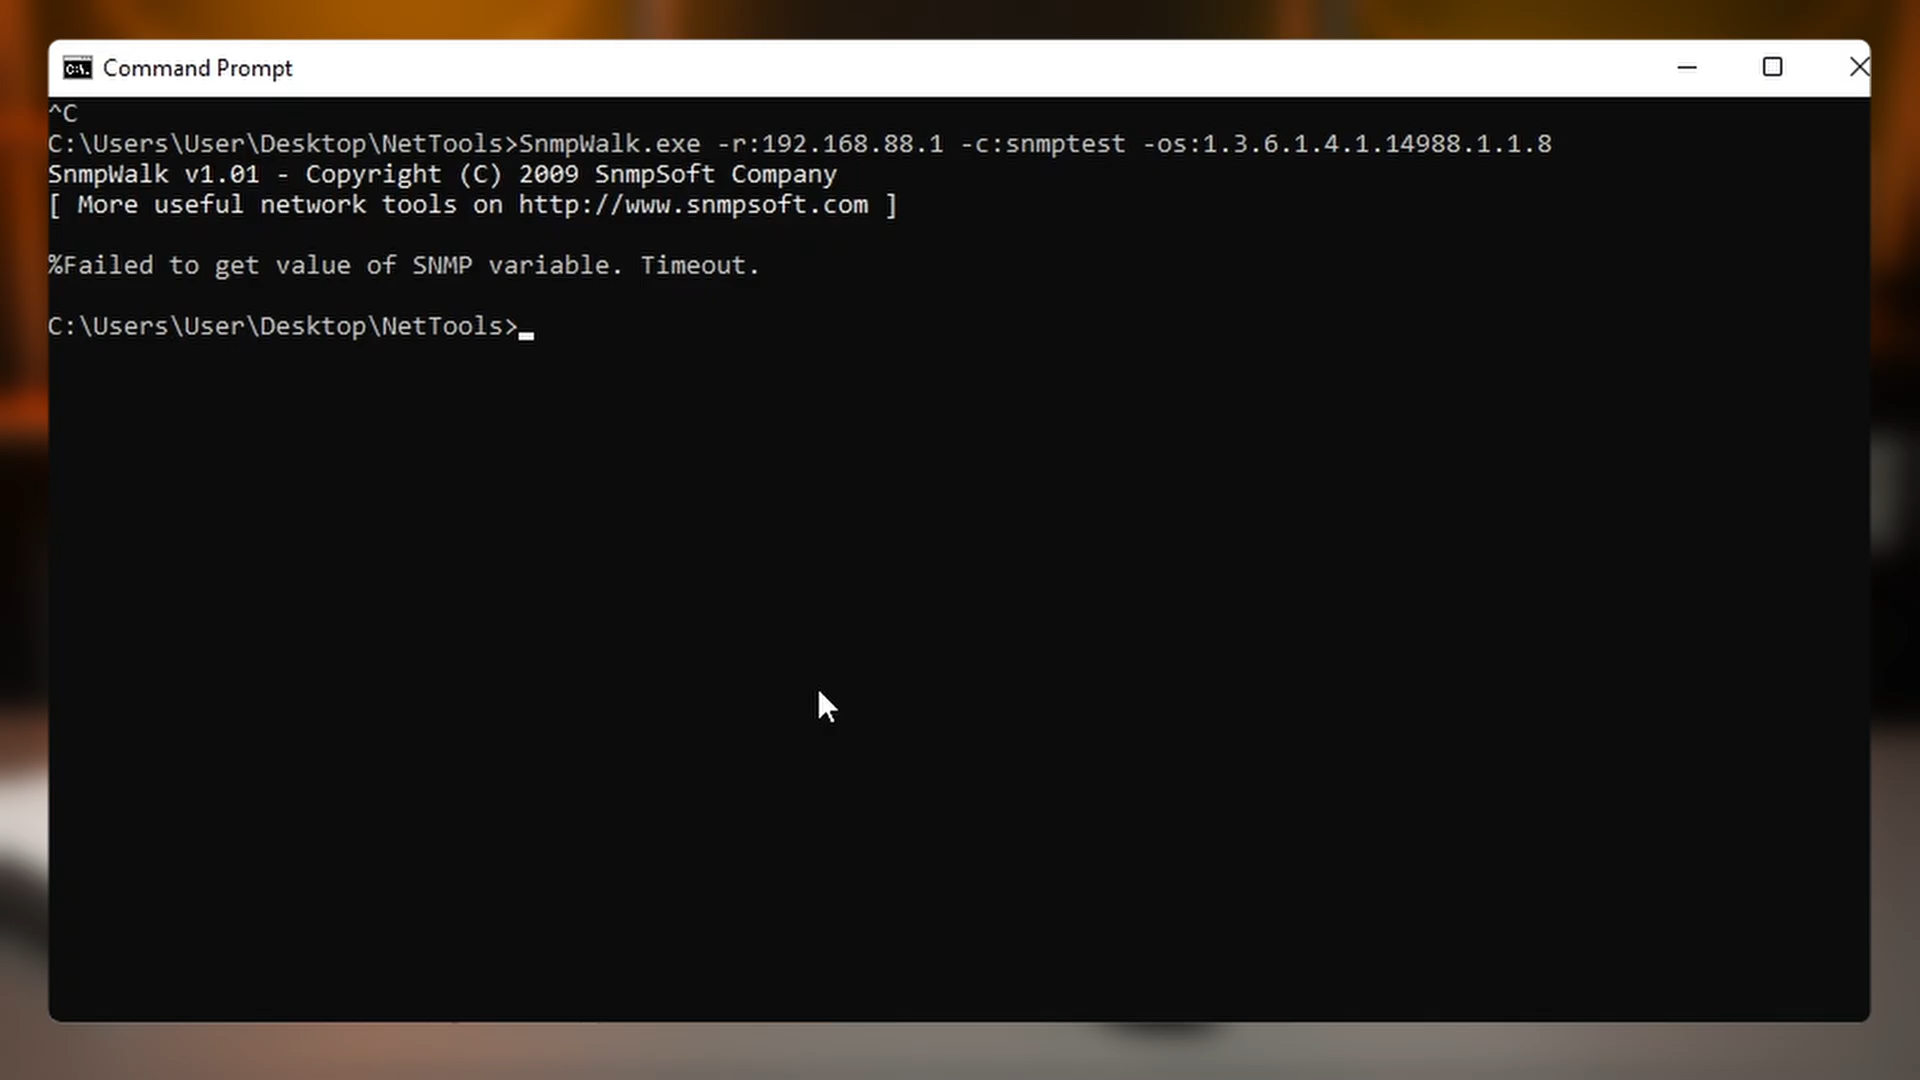 Command Prompt
^C
C:\Users\User\Desktop\NetTools>SnmpWalk.exe -r:192.168.88.1 -c:snmptest -os:1.3.6.1.4.1.14988.1.1.8
SnmpWalk v1.01 - Copyright (C) 2009 SnmpSoft Company
[ More useful network tools on http://www.snmpsoft.com ]
%Failed to get value of SNMP variable. Timeout.
C:\Users\User\Desktop\NetTools>